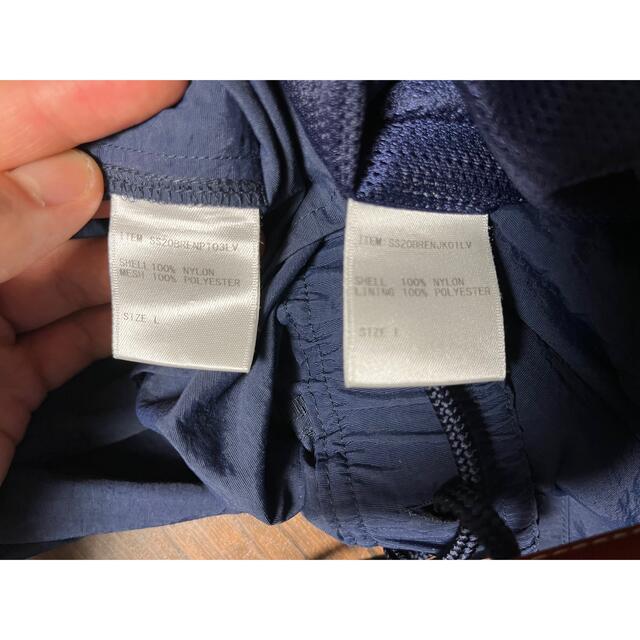 ITEM: SS20BRENPT03LV
SHELL 100% NYLON
MESH 100% POLYESTER
SIZE L
ITEM: SS20BRENJK01LV
SHELL 100% NYLON
LINING 100% POLYESTER
SIZE L